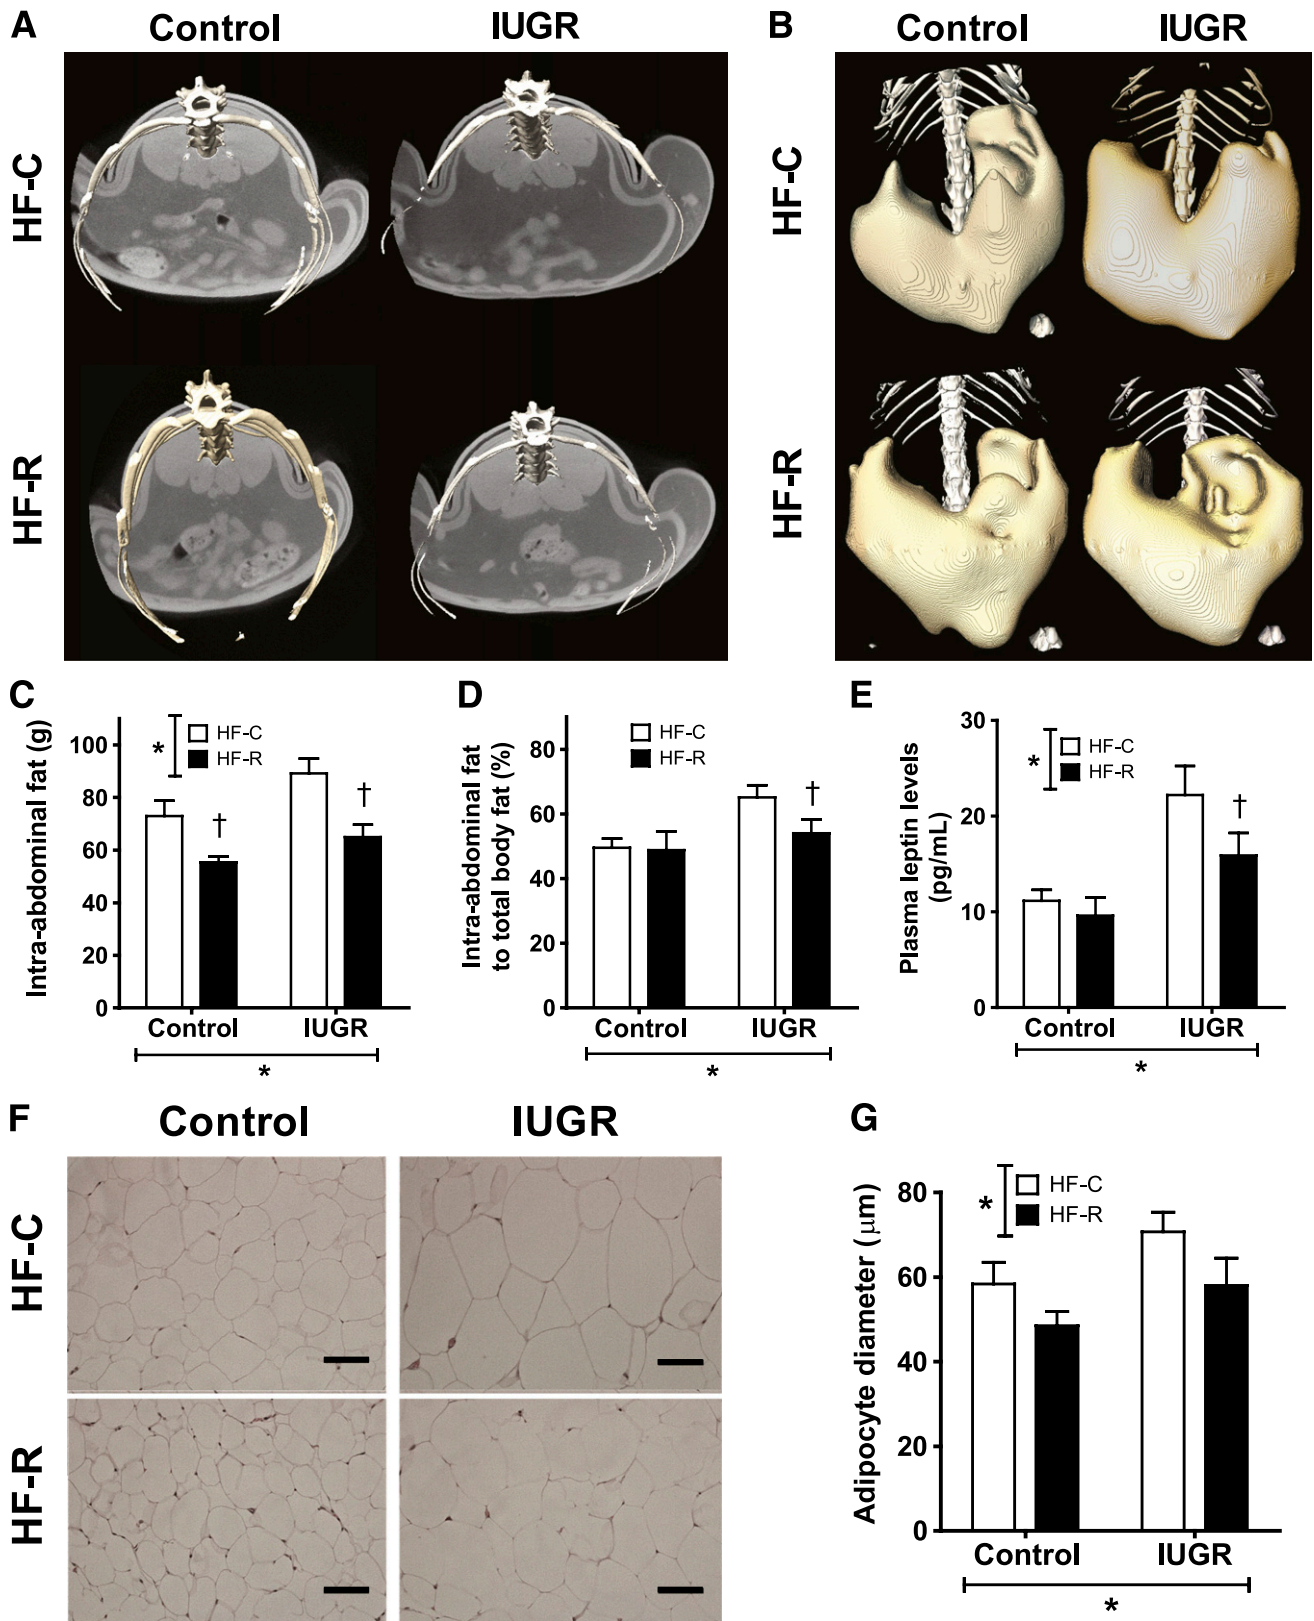 A
Control
IUGR
HF-C
HF-R
B
Control
IUGR
HF-C
HF-R
C
Intra-abdominal fat (g)
100
80
60
40
20
0
*
HF-C
HF-R
†
†
Control
IUGR
*
D
Intra-abdominal fat
to total body fat (%)
80
60
40
20
0
HF-C
HF-R
†
Control
IUGR
*
E
Plasma leptin levels
(pg/mL)
30
20
10
0
*
HF-C
HF-R
†
Control
IUGR
*
F
Control
IUGR
HF-C
HF-R
G
Adipocyte diameter (μm)
80
60
40
20
0
*
HF-C
HF-R
Control
IUGR
*